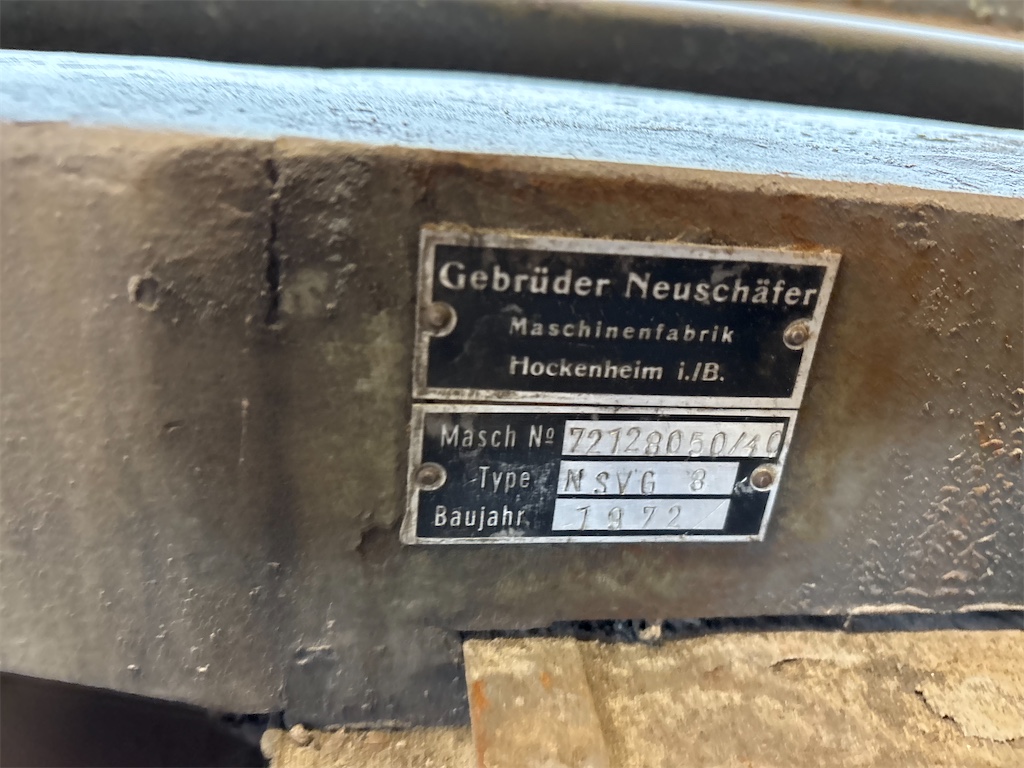 Gebrüder Neuschäfer
Maschinenfabrik
Hockenheim i./B.
Masch Nº 72128050/40
Type NSVG 8
Baujahr 1972